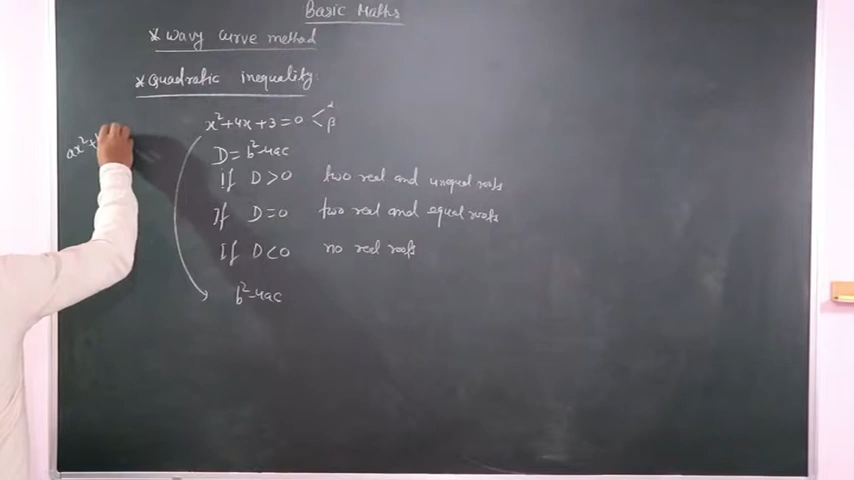 Basic Maths
* Wavy Curve method
* Quadratic inequality:
x²+4x+3=0 < α β
ax²+
D=b²-4ac
If D>0 two real and unequal roots
If D=0 two real and equal roots
If D<0 no real roots
b²-4ac